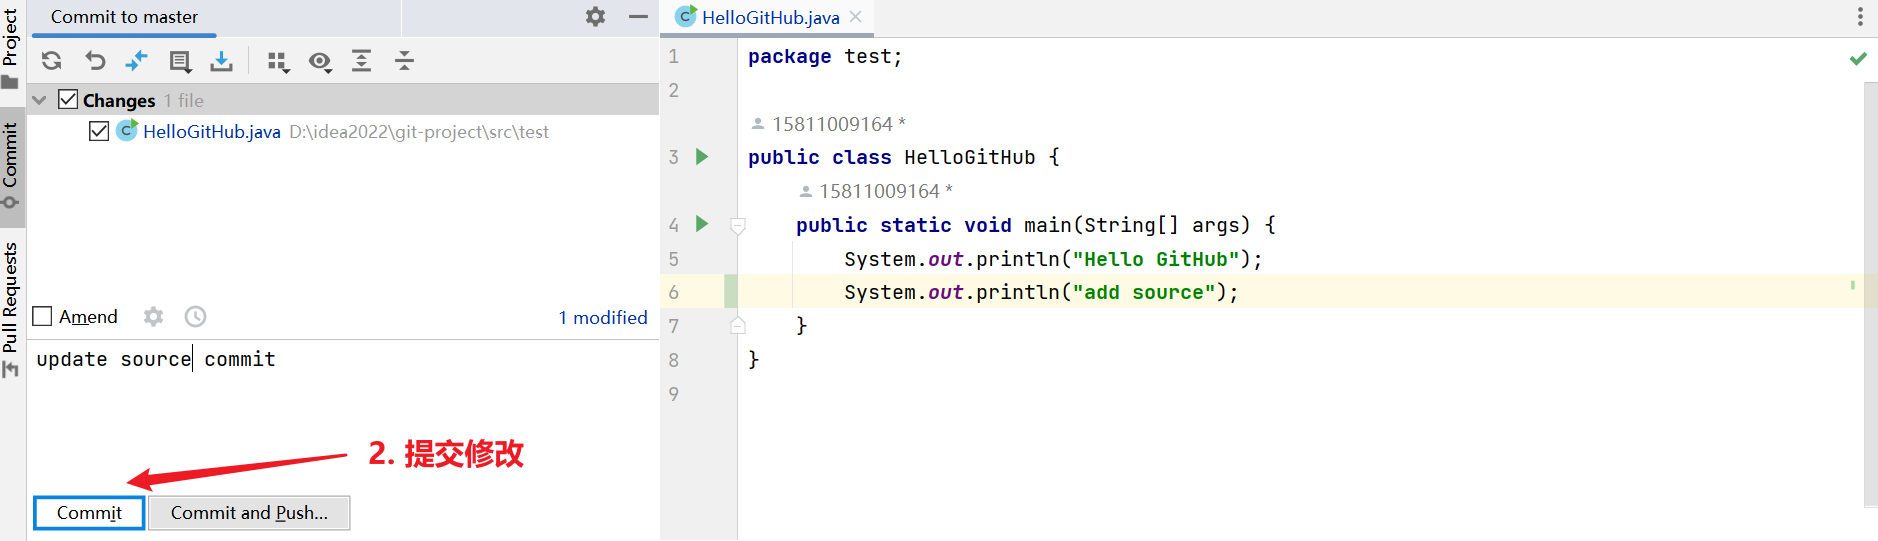 Project
Commit
Pull Requests
Commit to master
Changes 1 file
HelloGitHub.java D:\idea2022\git-project\src\test
Amend
1 modified
update source commit
2. 提交修改
Commit
Commit and Push...
HelloGitHub.java
1 package test;
2
15811009164 *
3 public class HelloGitHub {
15811009164 *
4 public static void main(String[] args) {
5 System.out.println("Hello GitHub");
6 System.out.println("add source");
7 }
8 }
9